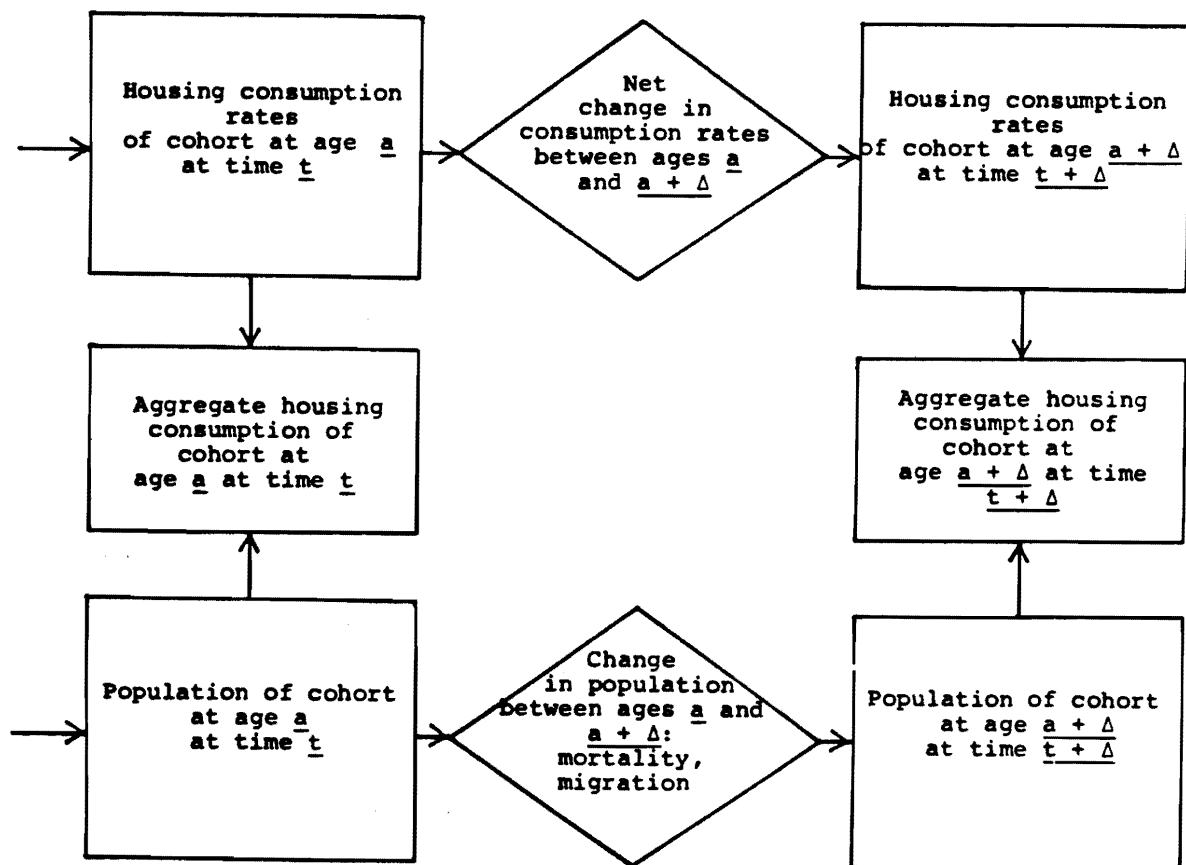 Housing consumption
rates
of cohort at age a
at time t
Net
change in
consumption rates
between ages a
and a + Δ
Housing consumption
rates
of cohort at age a + Δ
at time t + Δ
Aggregate housing
consumption of
cohort at
age a at time t
Aggregate housing
consumption of
cohort at
age a + Δ at time
t + Δ
Population of cohort
at age a
at time t
Change
in population
between ages a and
a + Δ:
mortality,
migration
Population of cohort
at age a + Δ
at time t + Δ